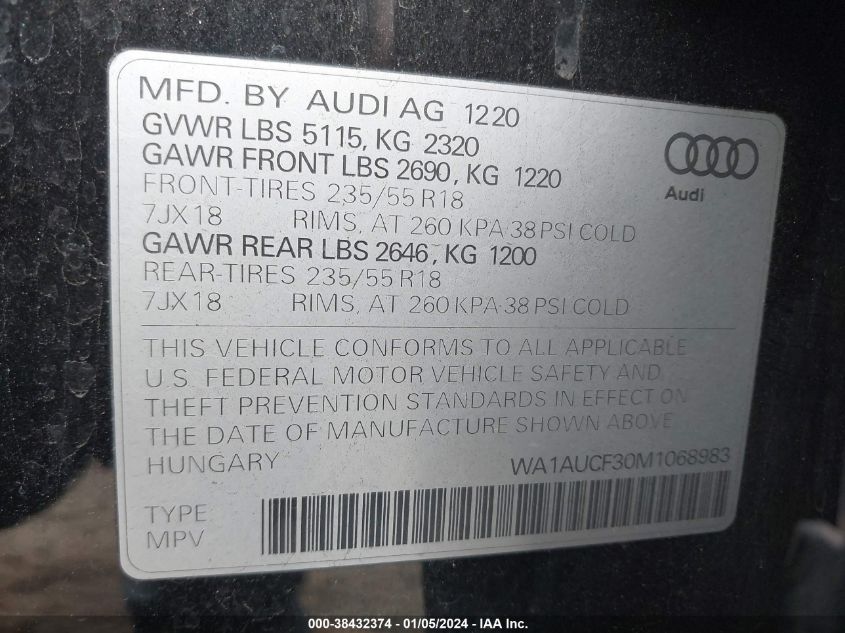 MFD. BY AUDI AG 1220
GVWR LBS 5115, KG 2320
GAWR FRONT LBS 2690, KG 1220
FRONT-TIRES 235/55 R18
7JX18 RIMS, AT 260 KPA-38 PSI COLD
GAWR REAR LBS 2646, KG 1200
REAR-TIRES 235/55 R18
7JX18 RIMS, AT 260 KPA-38 PSI COLD
Audi
THIS VEHICLE CONFORMS TO ALL APPLICABLE
U.S. FEDERAL MOTOR VEHICLE SAFETY AND
THEFT PREVENTION STANDARDS IN EFFECT ON
THE DATE OF MANUFACTURE SHOWN ABOVE
HUNGARY WA1AUCF30M1068983
TYPE
MPV
000-38432374 - 01/05/2024 - IAA Inc.